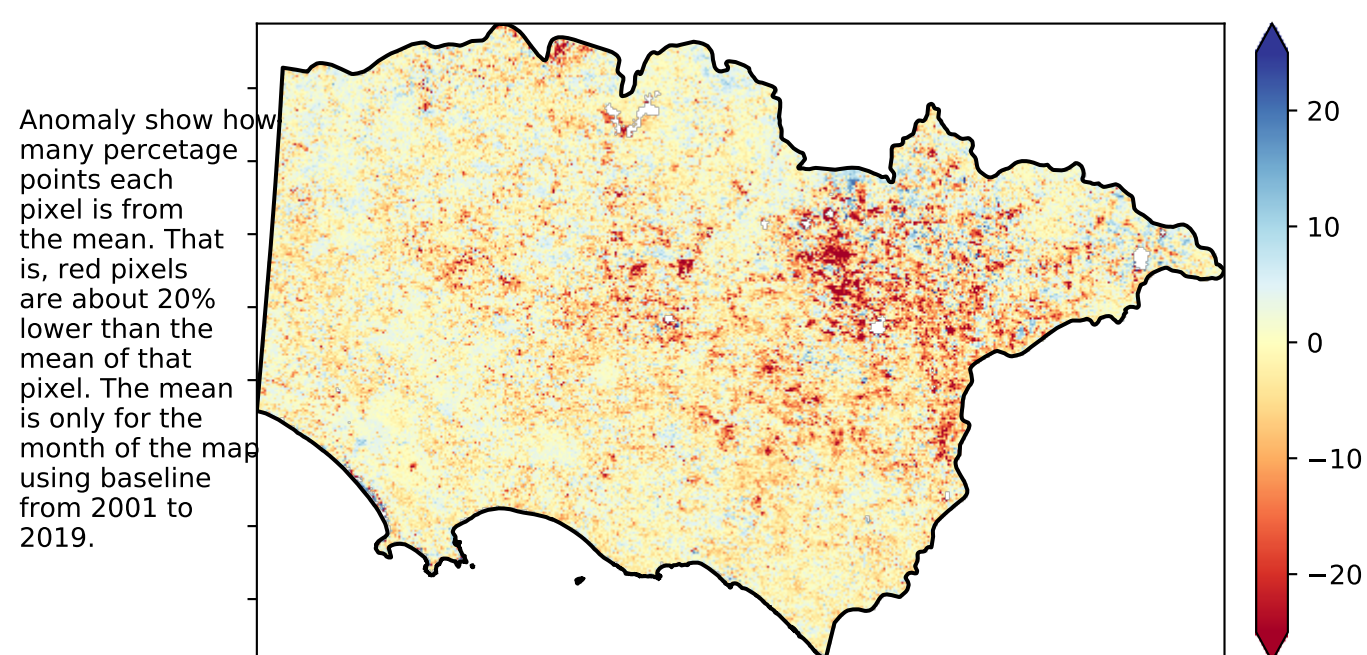 Anomaly show how
many percetage
points each
pixel is from
the mean. That
is, red pixels
are about 20%
lower than the
mean of that
pixel. The mean
is only for the
month of the map
using baseline
from 2001 to
2019.
20
10
0
−10
−20